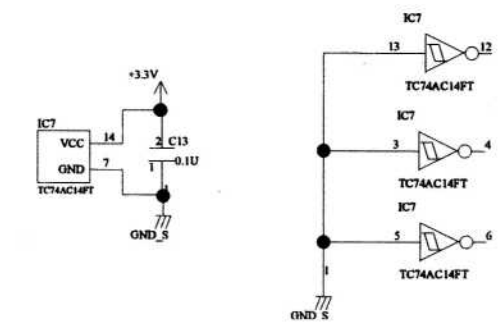 IC7
13
12
TC74AC14FT
+3.3V
IC7
VCC
14
2
C13
GND
7
1
0.1U
TC74AC14FT
1
GND_S
IC7
3
4
TC74AC14FT
IC7
5
6
TC74AC14FT
1
GND_S